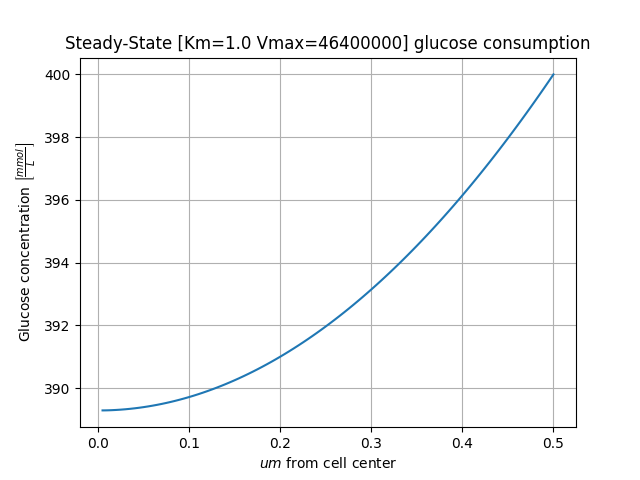 Steady-State [Km=1.0 Vmax=46400000] glucose consumption
Glucose concentration [mmol/L]
400
398
396
394
392
390
0.0 0.1 0.2 0.3 0.4 0.5
um from cell center